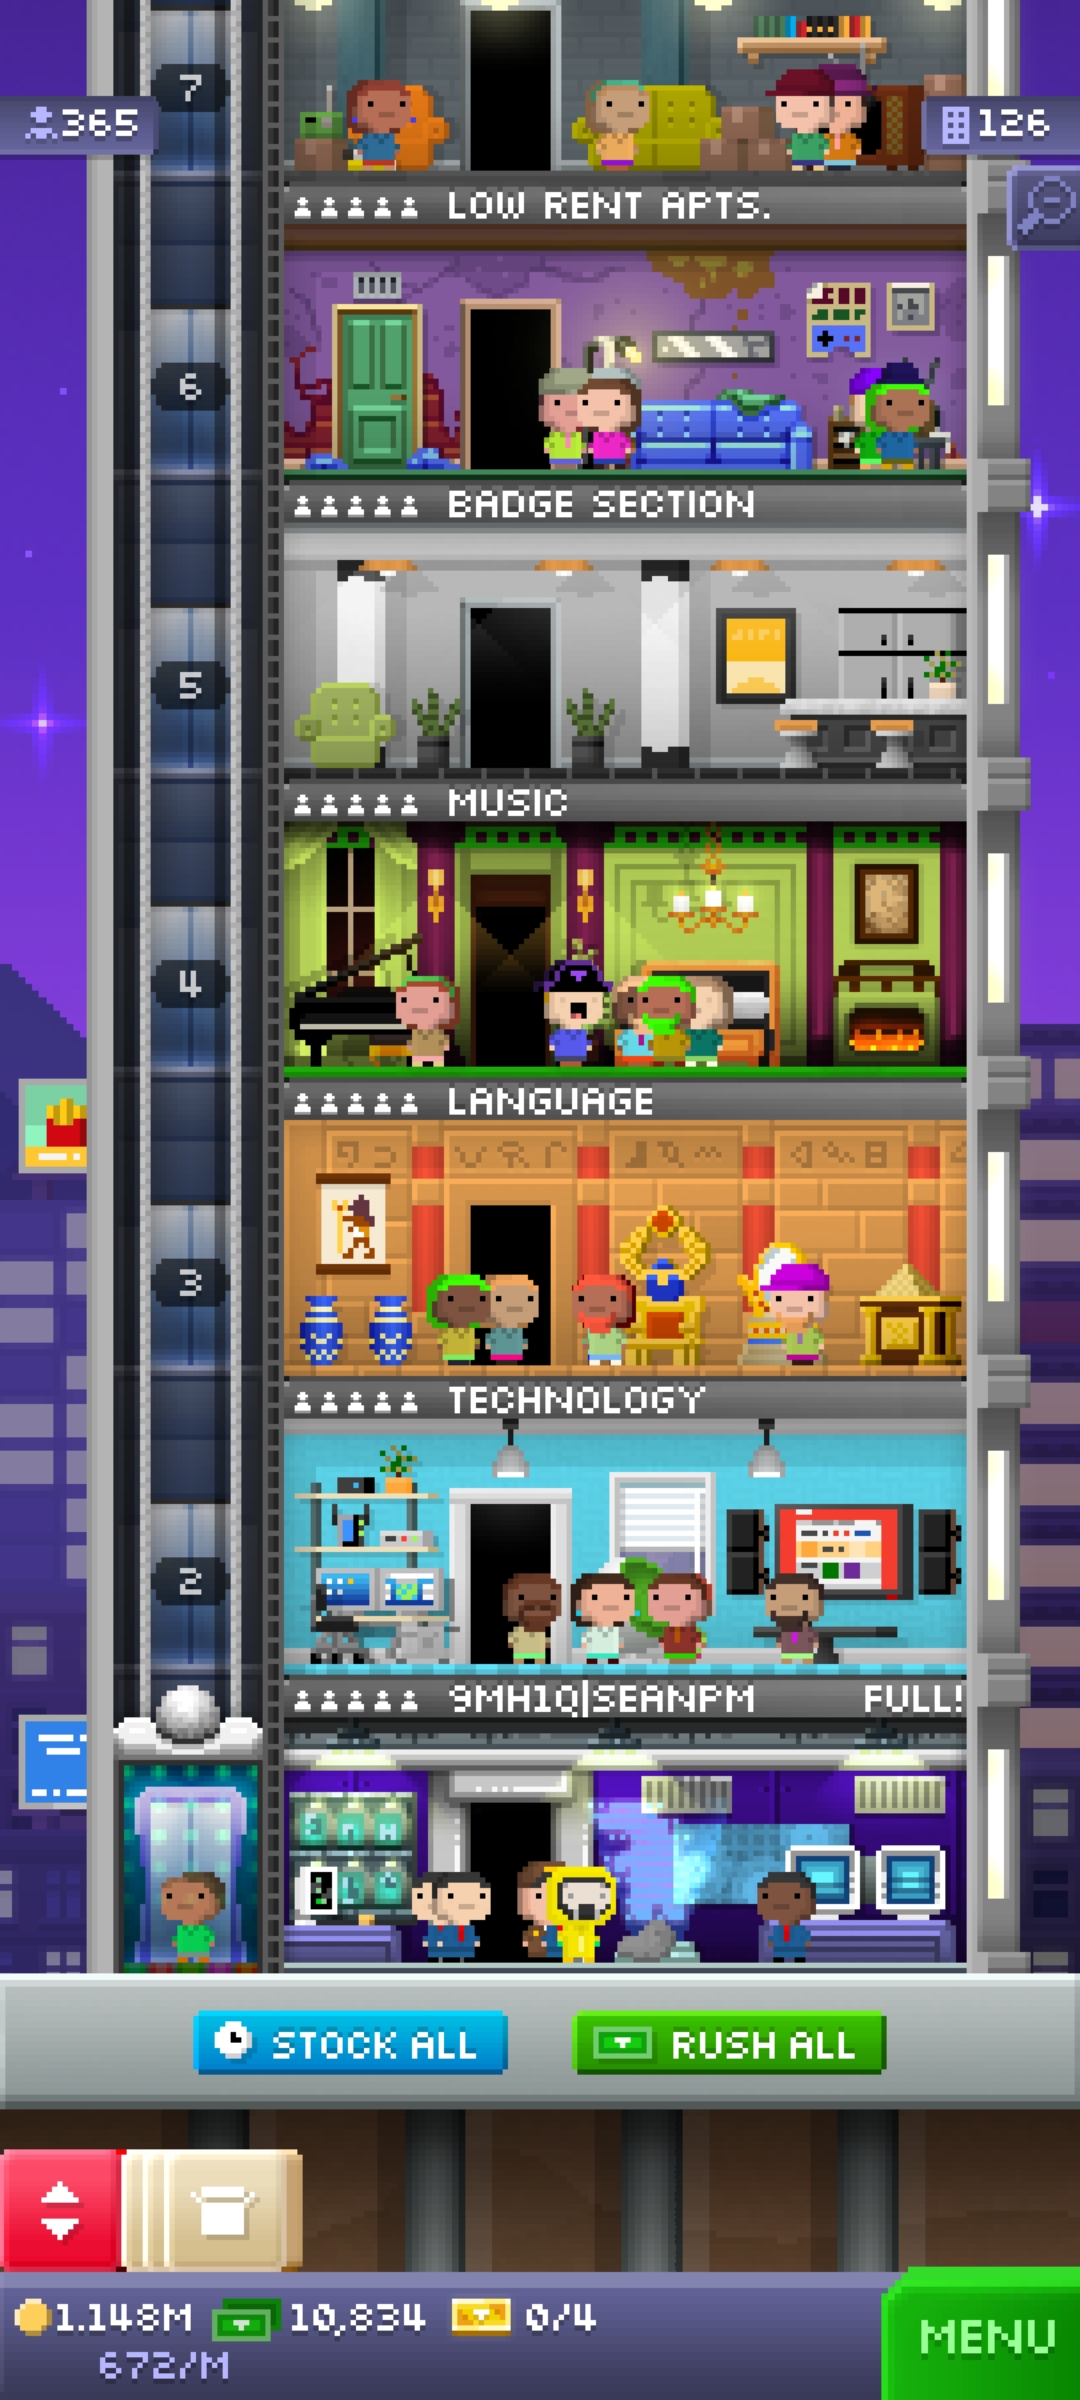 7
365
126
LOW RENT APTS.
6
BADGE SECTION
5
MUSIC
4
LANGUAGE
3
TECHNOLOGY
2
9MH1Q|SEANPM FULL!
STOCK ALL
RUSH ALL
1.148M 10,834 0/4
672/M
MENU